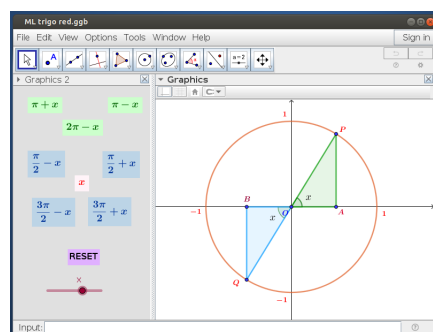 ML trigo red.ggb
File Edit View Options Tools Window Help
Sign in
A
a=2
Graphics 2
Graphics
π + x
π − x
2π − x
π/2 − x
π/2 + x
x
3π/2 − x
3π/2 + x
RESET
x
1
P
B
O
x
x
A
−1
1
Q
−1
Input: